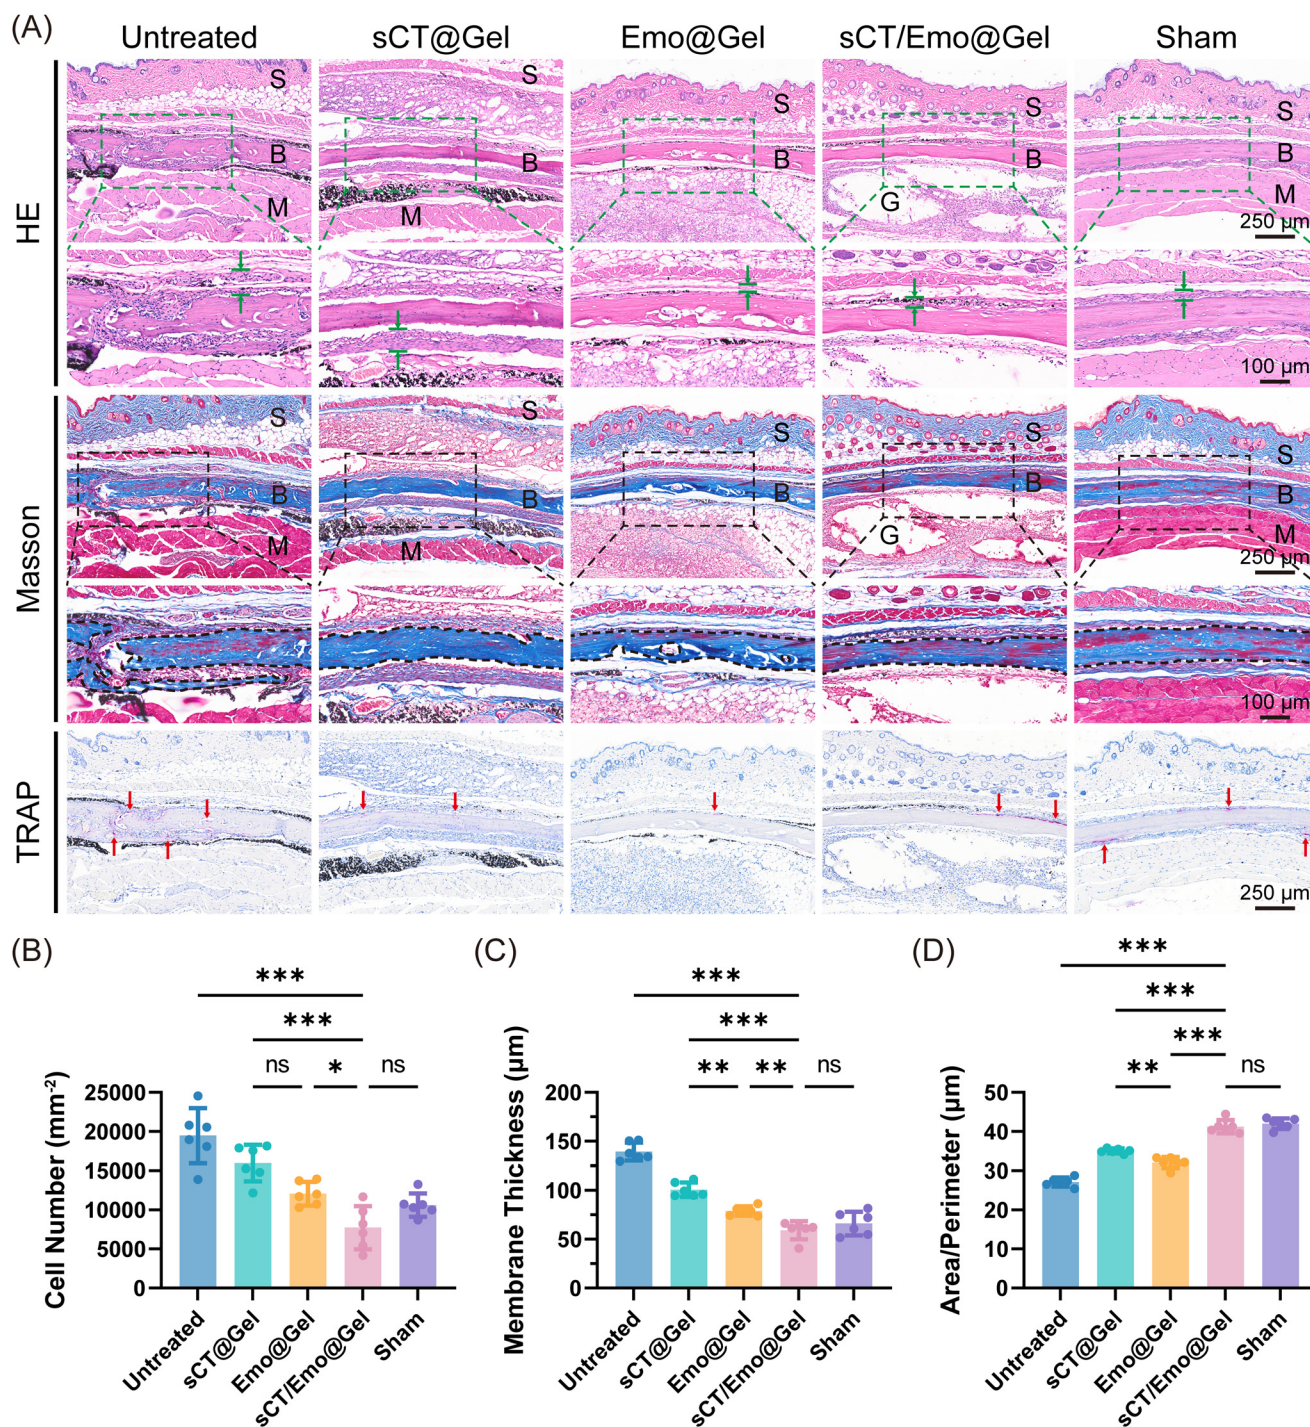 (A)
Untreated sCT@Gel Emo@Gel sCT/Emo@Gel Sham
HE
S S S S S
B B B B B
M M G M
250 μm
100 μm
Masson
S S S S S
B B B B B
M M G M
250 μm
100 μm
TRAP
250 μm
(B)
***
***
ns * ns
Cell Number (mm-2)
25000
20000
15000
10000
5000
0
Untreated
sCT@Gel
Emo@Gel
sCT/Emo@Gel
Sham
(C)
***
***
** ** ns
Membrane Thickness (μm)
200
150
100
50
0
Untreated
sCT@Gel
Emo@Gel
sCT/Emo@Gel
Sham
(D)
***
***
***
** ns
Area/Perimeter (μm)
50
40
30
20
10
0
Untreated
sCT@Gel
Emo@Gel
sCT/Emo@Gel
Sham